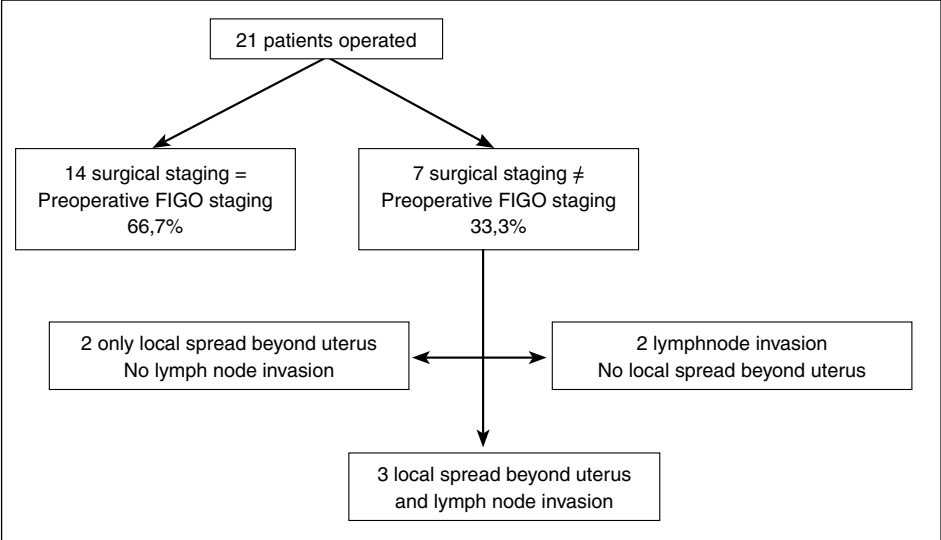 21 patients operated
14 surgical staging =
Preoperative FIGO staging
66,7%
7 surgical staging ≠
Preoperative FIGO staging
33,3%
2 only local spread beyond uterus
No lymph node invasion
2 lymphnode invasion
No local spread beyond uterus
3 local spread beyond uterus
and lymph node invasion